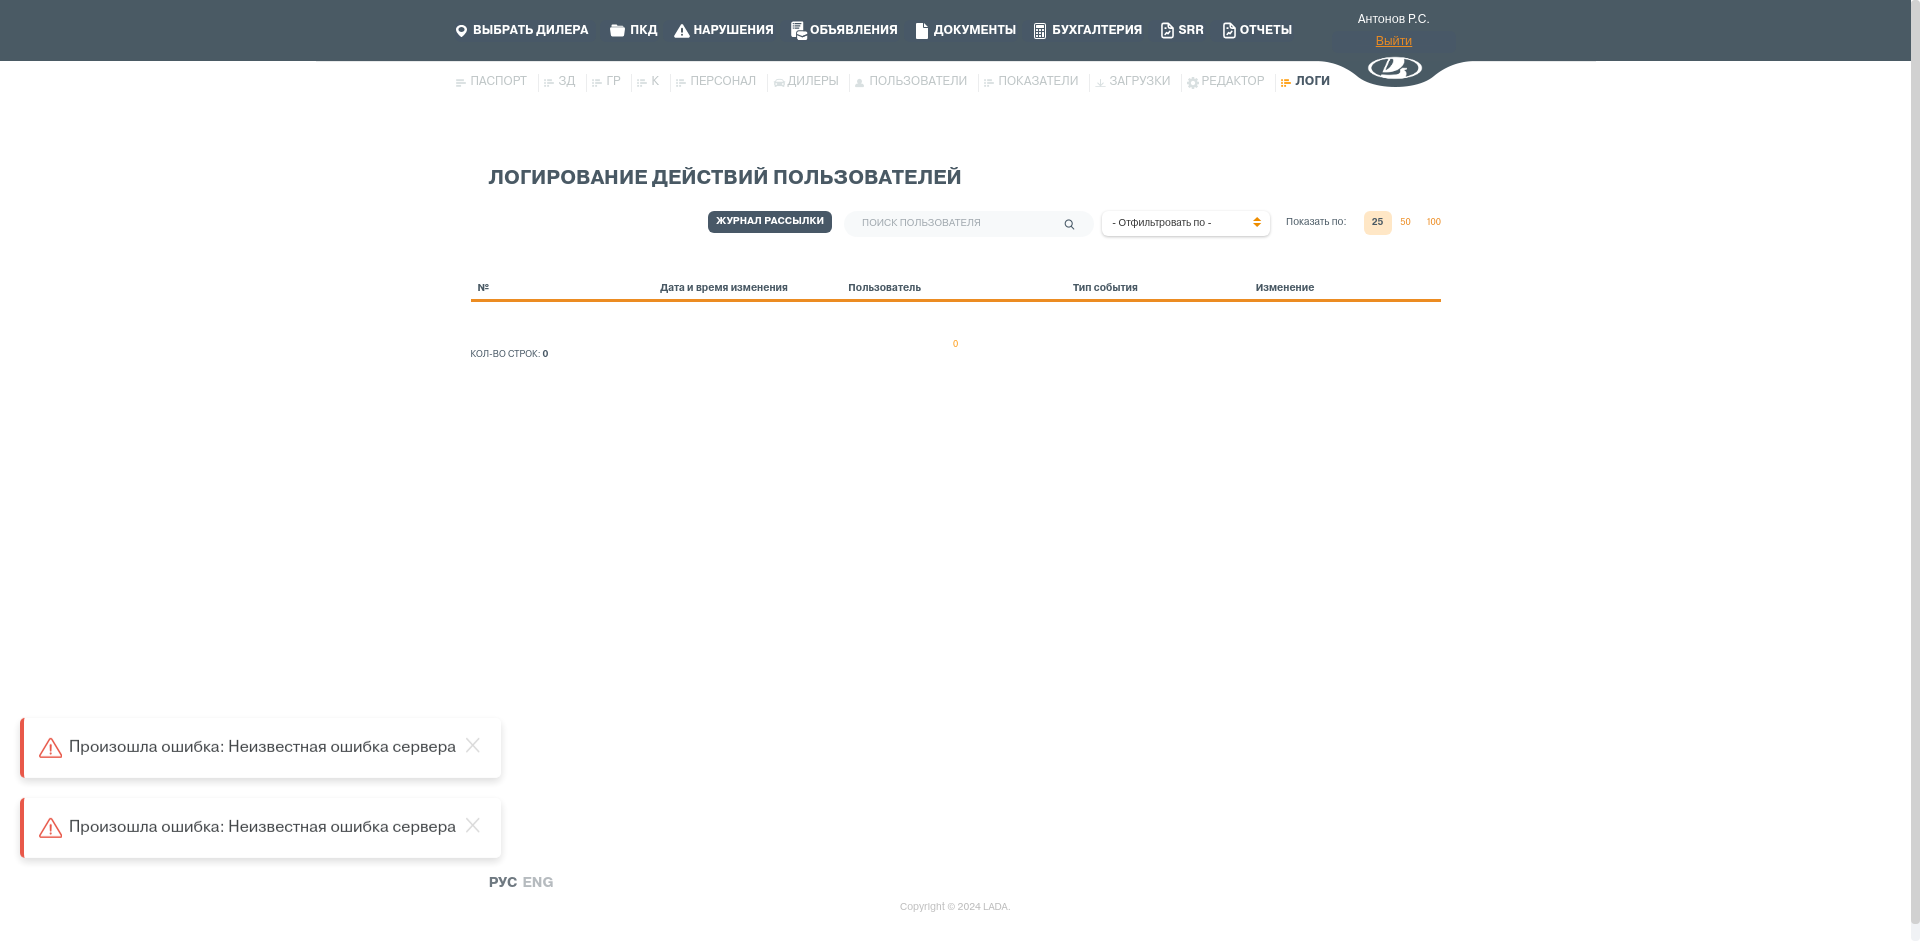 ВЫБРАТЬ ДИЛЕРА ПКД НАРУШЕНИЯ ОБЪЯВЛЕНИЯ ДОКУМЕНТЫ БУХГАЛТЕРИЯ SRR ОТЧЕТЫ Антонов Р.С.
Выйти
ПАСПОРТ ЗД ГР К ПЕРСОНАЛ ДИЛЕРЫ ПОЛЬЗОВАТЕЛИ ПОКАЗАТЕЛИ ЗАГРУЗКИ РЕДАКТОР ЛОГИ
ЛОГИРОВАНИЕ ДЕЙСТВИЙ ПОЛЬЗОВАТЕЛЕЙ
ЖУРНАЛ РАССЫЛКИ ПОИСК ПОЛЬЗОВАТЕЛЯ - Отфильтровать по - Показать по: 25 50 100
№ Дата и время изменения Пользователь Тип события Изменение
0
КОЛ-ВО СТРОК: 0
Произошла ошибка: Неизвестная ошибка сервера
Произошла ошибка: Неизвестная ошибка сервера
РУС ENG
Copyright © 2024 LADA.